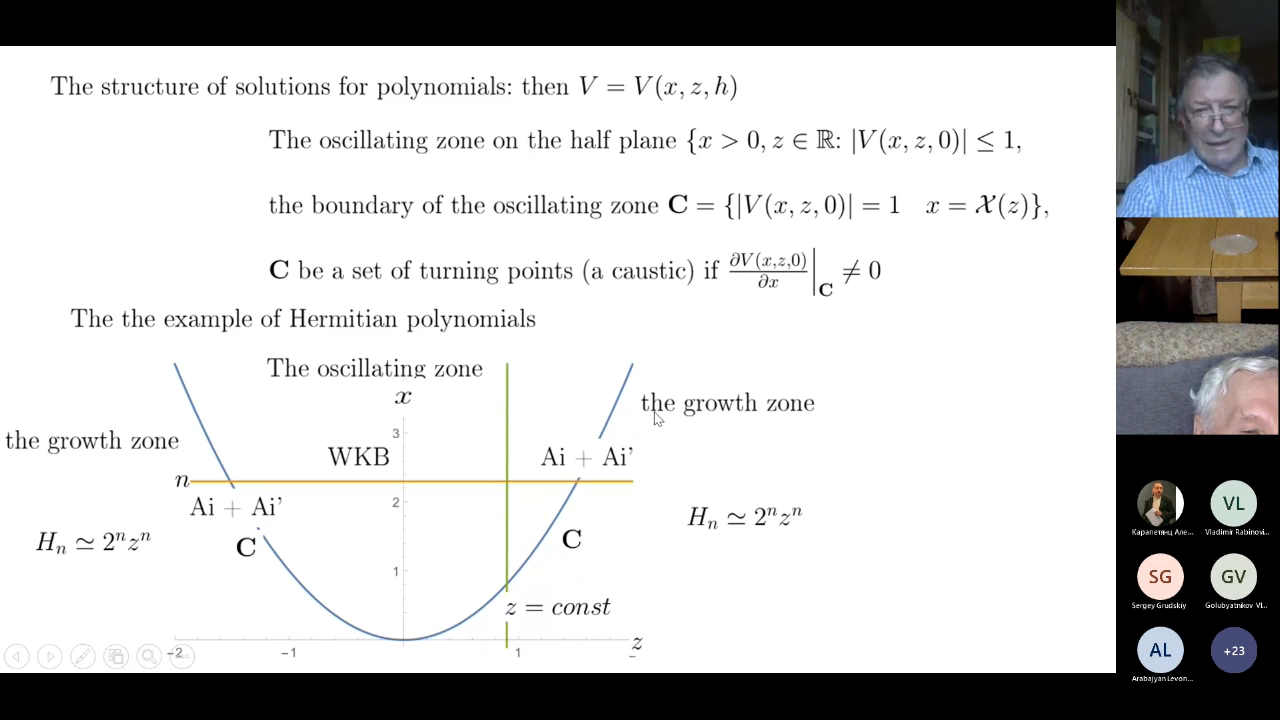 The structure of solutions for polynomials: then V = V(x, z, h)
The oscillating zone on the half plane {x > 0, z ∈ ℝ: |V(x, z, 0)| ≤ 1,
the boundary of the oscillating zone C = {|V(x, z, 0)| = 1 x = 𝒳(z)},
C be a set of turning points (a caustic) if ∂V(x,z,0)/∂x |C ≠ 0
The the example of Hermitian polynomials
The oscillating zone
x
the growth zone
3
the growth zone
WKB
Ai + Ai’
n
2
Ai + Ai’
Hₙ ≃ 2ⁿzⁿ
Hₙ ≃ 2ⁿzⁿ
C
C
1
z = const
z
−2
−1
1
Карапетянц Але...
VL
Vladimir Rabinovi...
SG
Sergey Grudskiy
GV
Golubyatnikov Vl...
AL
Arabajyan Levon...
+23